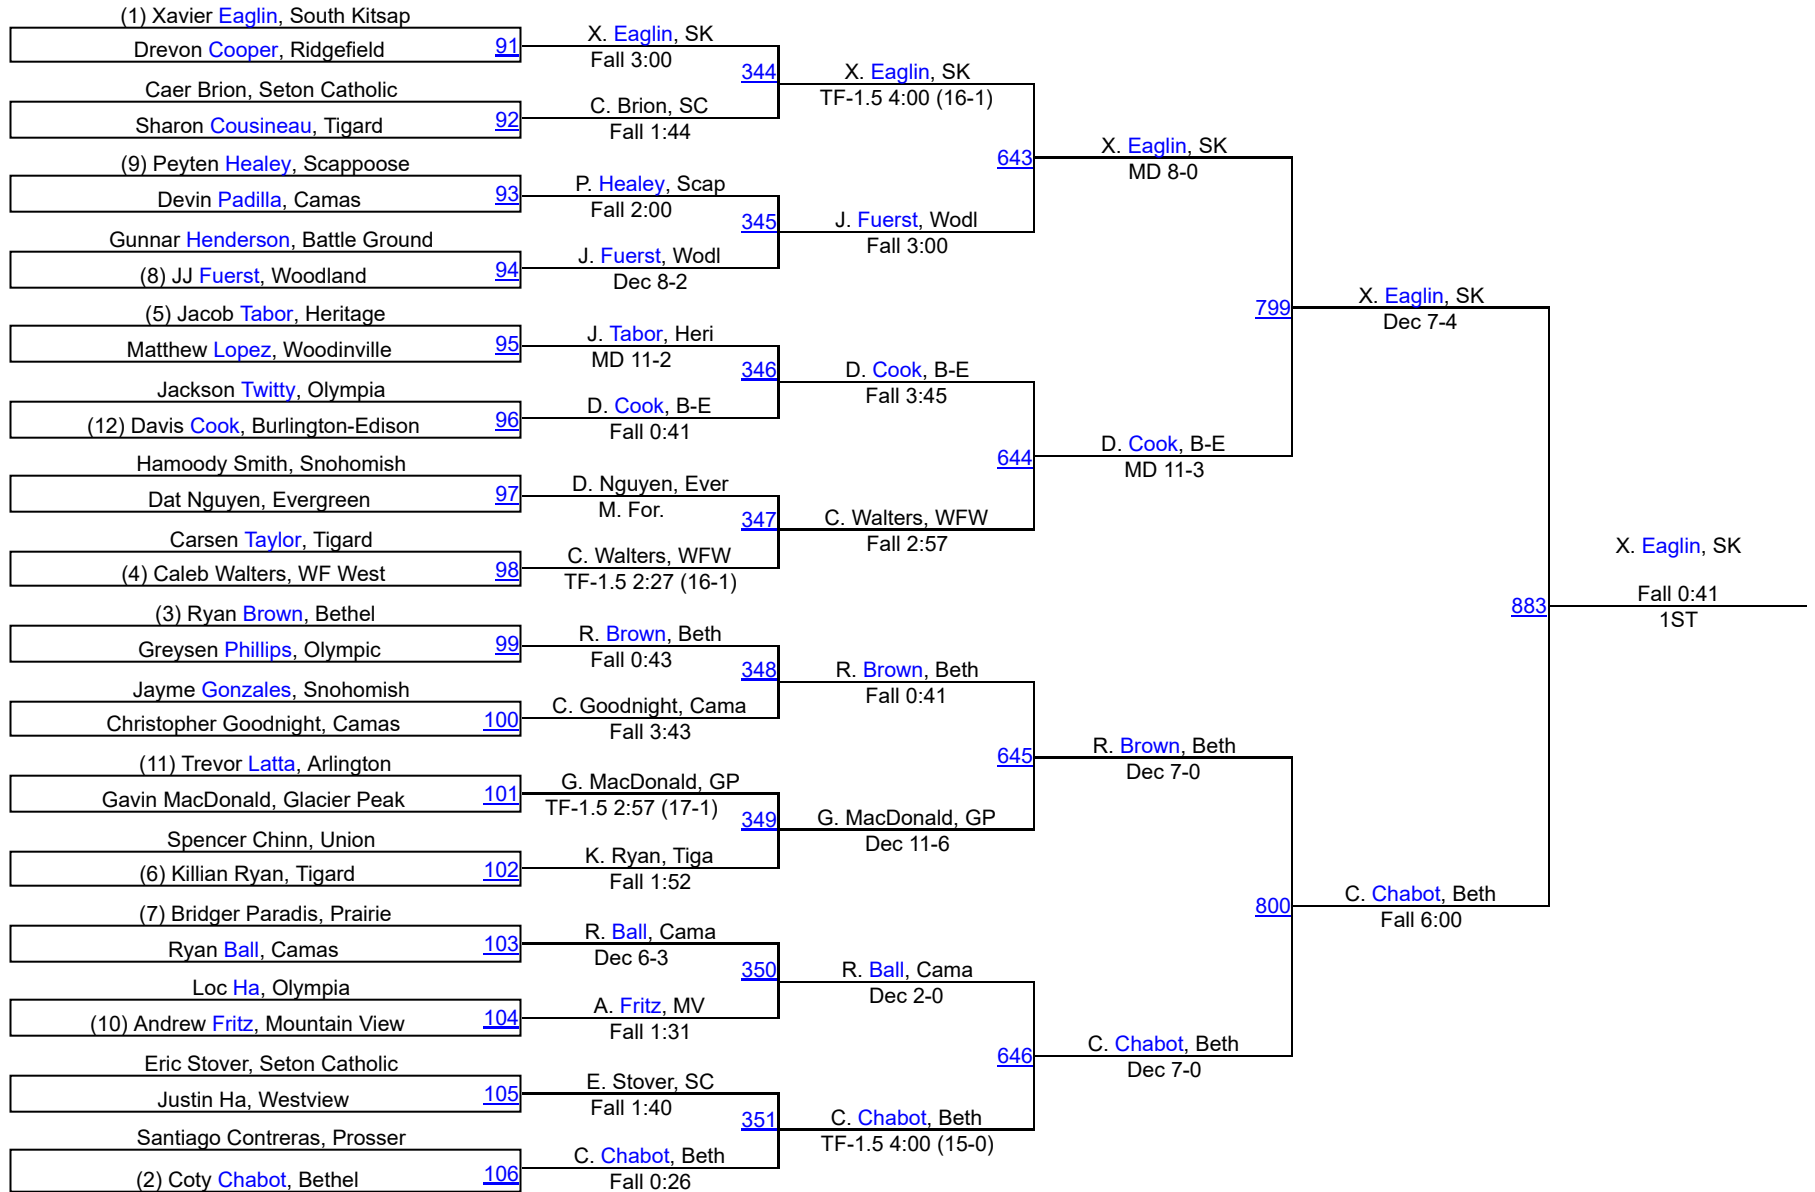 (1) Xavier Eaglin, South Kitsap
Drevon Cooper, Ridgefield
91
Caer Brion, Seton Catholic
Sharon Cousineau, Tigard
92
(9) Peyten Healey, Scappoose
Devin Padilla, Camas
93
Gunnar Henderson, Battle Ground
(8) JJ Fuerst, Woodland
94
(5) Jacob Tabor, Heritage
Matthew Lopez, Woodinville
95
Jackson Twitty, Olympia
(12) Davis Cook, Burlington-Edison
96
Hamoody Smith, Snohomish
Dat Nguyen, Evergreen
97
Carsen Taylor, Tigard
(4) Caleb Walters, WF West
98
(3) Ryan Brown, Bethel
Greysen Phillips, Olympic
99
Jayme Gonzales, Snohomish
Christopher Goodnight, Camas
100
(11) Trevor Latta, Arlington
Gavin MacDonald, Glacier Peak
101
Spencer Chinn, Union
(6) Killian Ryan, Tigard
102
(7) Bridger Paradis, Prairie
Ryan Ball, Camas
103
Loc Ha, Olympia
(10) Andrew Fritz, Mountain View
104
Eric Stover, Seton Catholic
Justin Ha, Westview
105
Santiago Contreras, Prosser
(2) Coty Chabot, Bethel
106
X. Eaglin, SK
Fall 3:00
344
C. Brion, SC
Fall 1:44
P. Healey, Scap
Fall 2:00
345
J. Fuerst, Wodl
Dec 8-2
J. Tabor, Heri
MD 11-2
346
D. Cook, B-E
Fall 0:41
D. Nguyen, Ever
M. For.
347
C. Walters, WFW
TF-1.5 2:27 (16-1)
R. Brown, Beth
Fall 0:43
348
C. Goodnight, Cama
Fall 3:43
G. MacDonald, GP
TF-1.5 2:57 (17-1)
349
K. Ryan, Tiga
Fall 1:52
R. Ball, Cama
Dec 6-3
350
A. Fritz, MV
Fall 1:31
E. Stover, SC
Fall 1:40
351
C. Chabot, Beth
Fall 0:26
X. Eaglin, SK
TF-1.5 4:00 (16-1)
643
J. Fuerst, Wodl
Fall 3:00
D. Cook, B-E
Fall 3:45
644
C. Walters, WFW
Fall 2:57
R. Brown, Beth
Fall 0:41
645
G. MacDonald, GP
Dec 11-6
R. Ball, Cama
Dec 2-0
646
C. Chabot, Beth
TF-1.5 4:00 (15-0)
X. Eaglin, SK
MD 8-0
799
D. Cook, B-E
MD 11-3
R. Brown, Beth
Dec 7-0
800
C. Chabot, Beth
Dec 7-0
X. Eaglin, SK
Dec 7-4
883
C. Chabot, Beth
Fall 6:00
X. Eaglin, SK
Fall 0:41
1ST